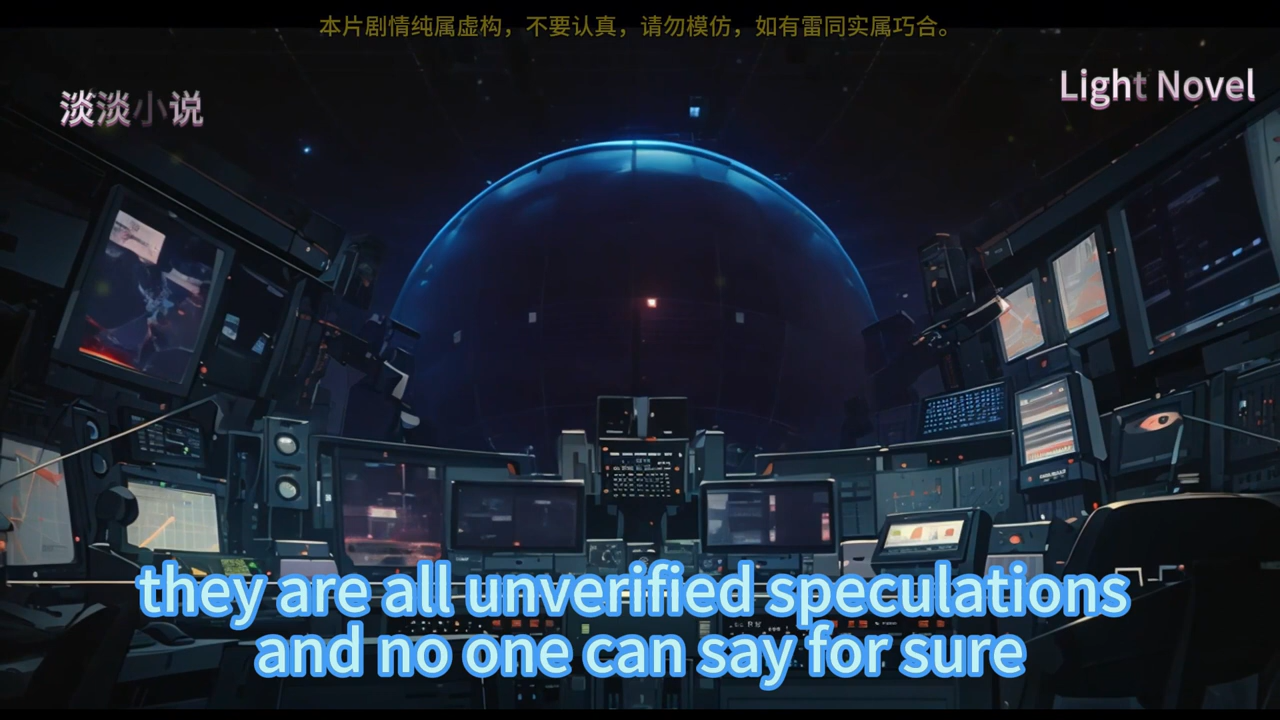 本片剧情纯属虚构，不要认真，请勿模仿，如有雷同实属巧合。
淡淡小说
Light Novel
they are all unverified speculations
and no one can say for sure